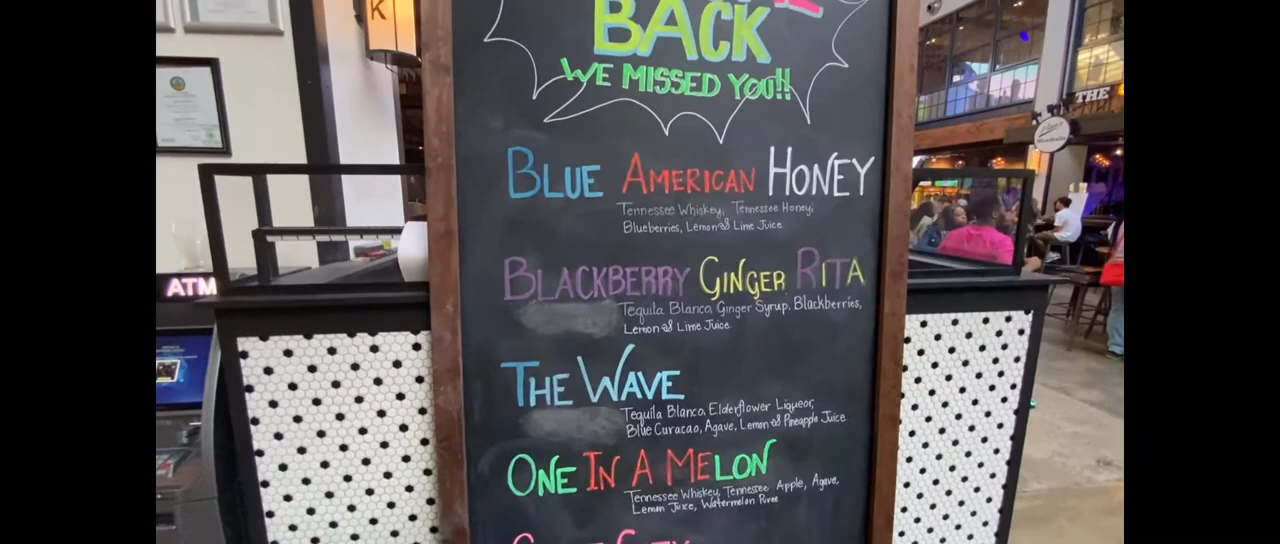 K
BACK
WE MISSED YOU!!
BLUE AMERICAN HONEY
Tennessee Whiskey, Tennessee Honey,
Blueberries, Lemon & Lime Juice
BLACKBERRY GINGER RITA
Tequila Blanco, Ginger Syrup, Blackberries,
Lemon & Lime Juice
THE WAVE
Tequila Blanco, Elderflower Liqueor,
Blue Curacao, Agave, Lemon & Pineapple Juice
ONE IN A MELON
Tennessee Whiskey, Tennessee Apple, Agave,
Lemon Juice, Watermelon Puree
ATM
THE
Meatballs